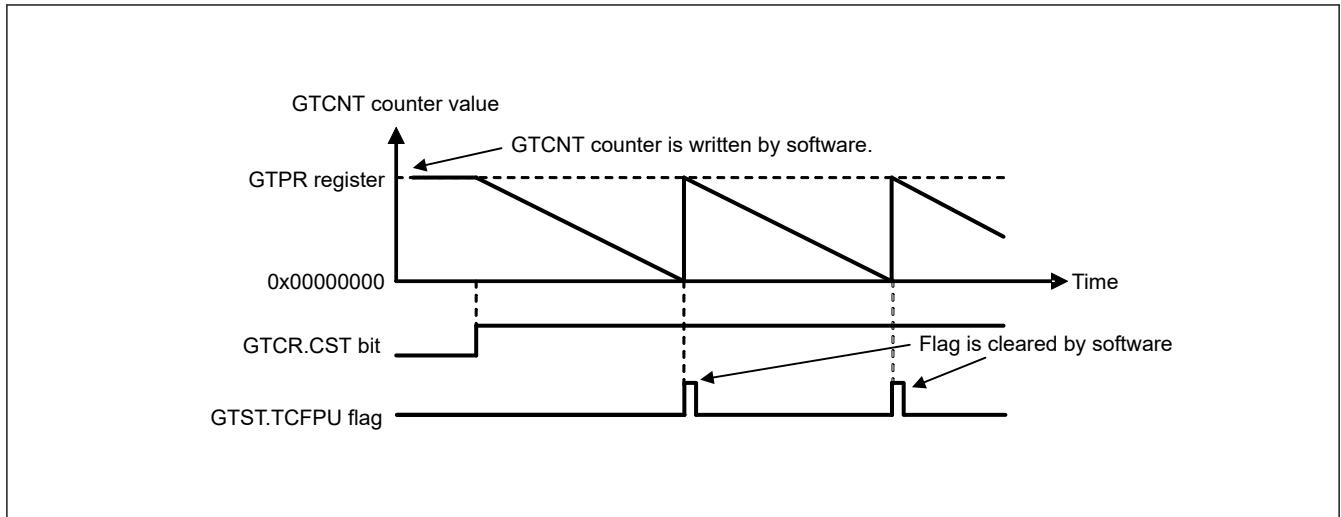 GTCNT counter value
GTCNT counter is written by software.
GTPR register
0x00000000
Time
GTCR.CST bit
Flag is cleared by software
GTST.TCFPU flag